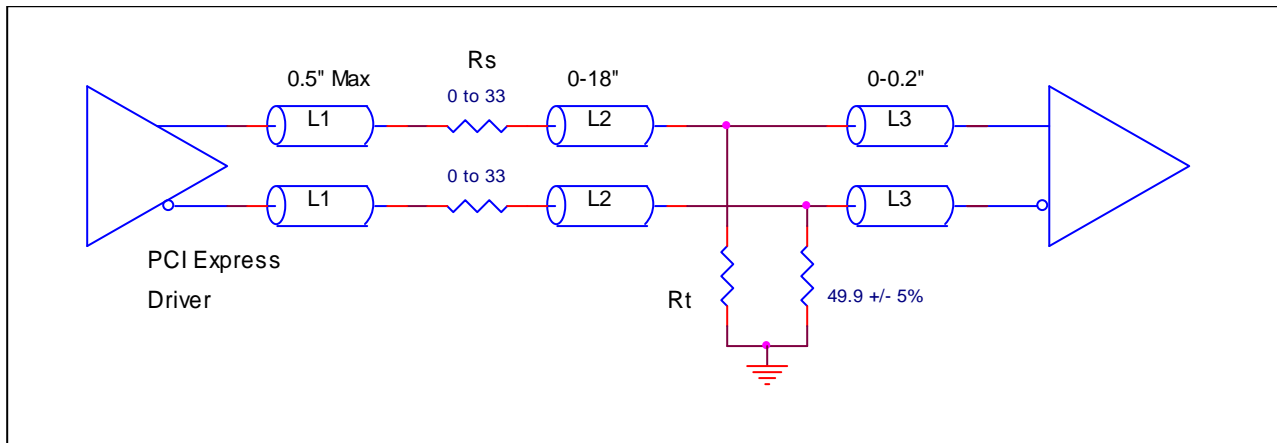 Rs
0.5" Max
0-18"
0-0.2"
0 to 33
L1
L2
L3
0 to 33
L1
L2
L3
PCI Express
Driver
Rt
49.9 +/- 5%